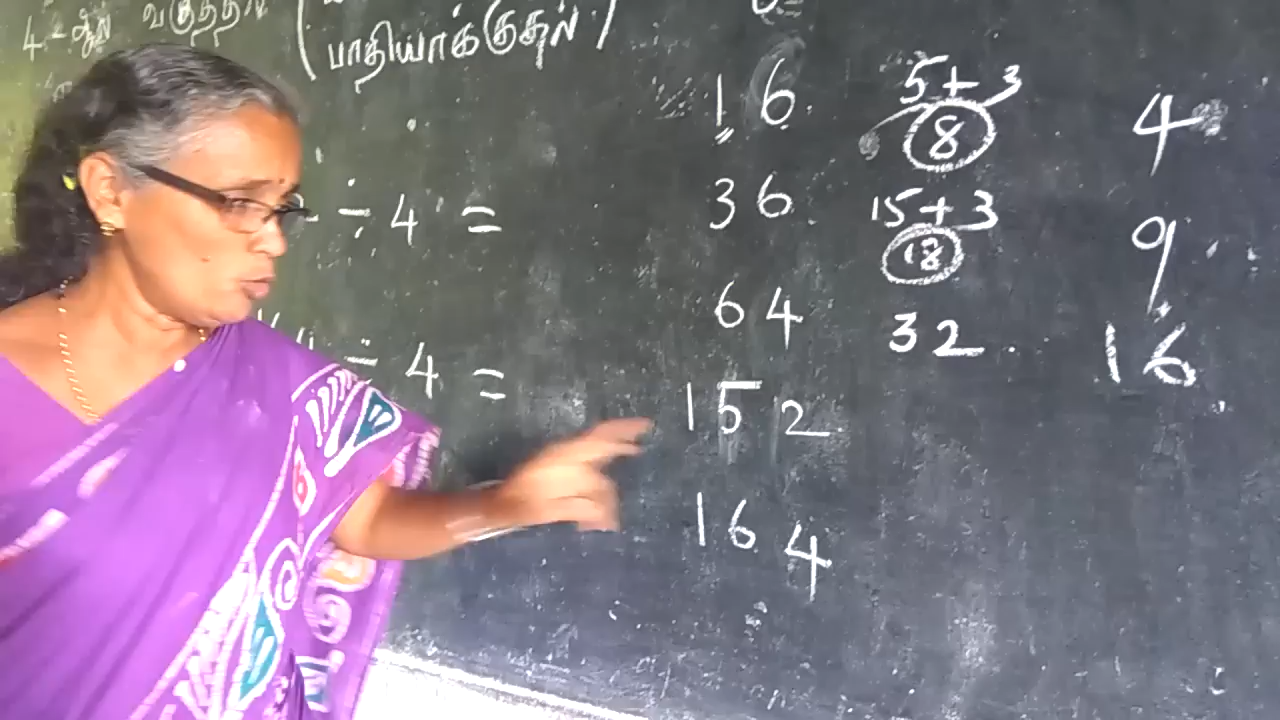 4-ஆல் வகுத்தல்
( பாதியாக்குதல் )
16 5+3 4
8
÷ 4 = 36 15+3 9
18
64 32 16
÷ 4 = 152
164